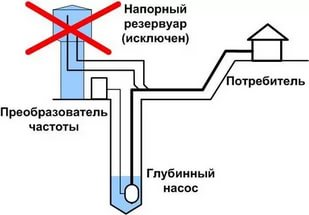 Напорный
резервуар
(исключен)
Потребитель
Преобразователь
частоты
Глубинный
насос